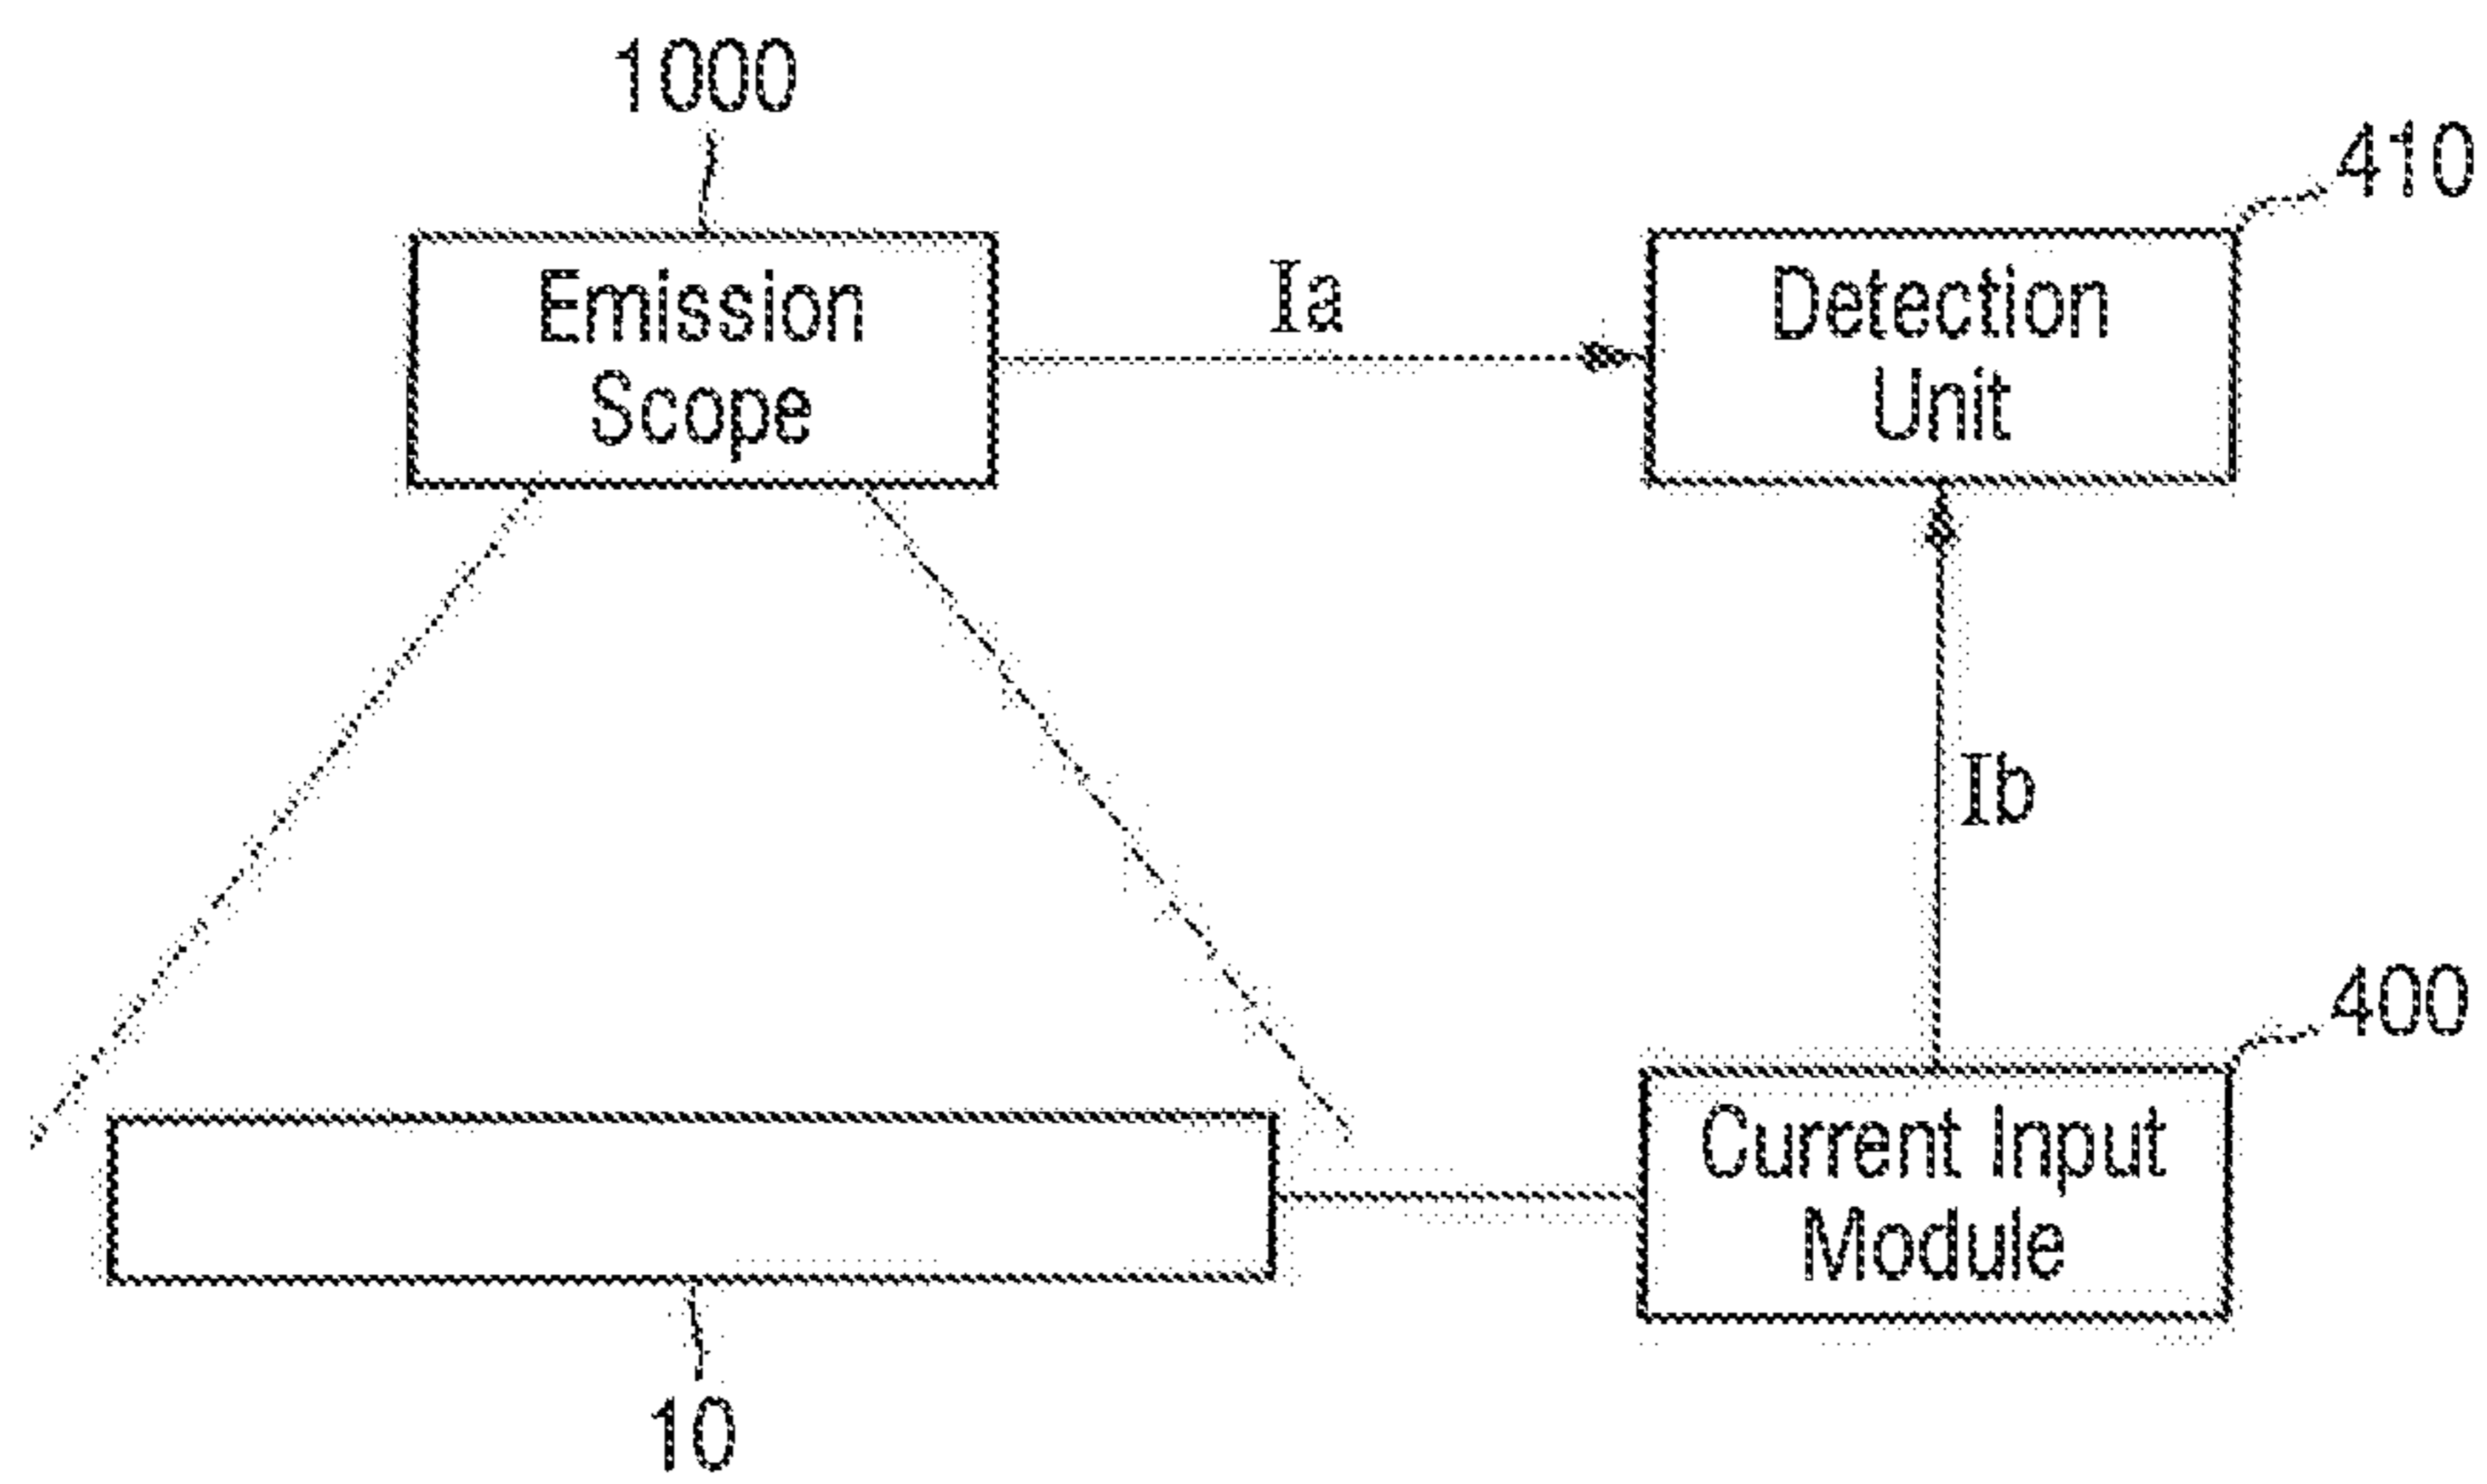 1000
410
Emission
Scope
Ia
Detection
Unit
Ib
400
Current Input
Module
10